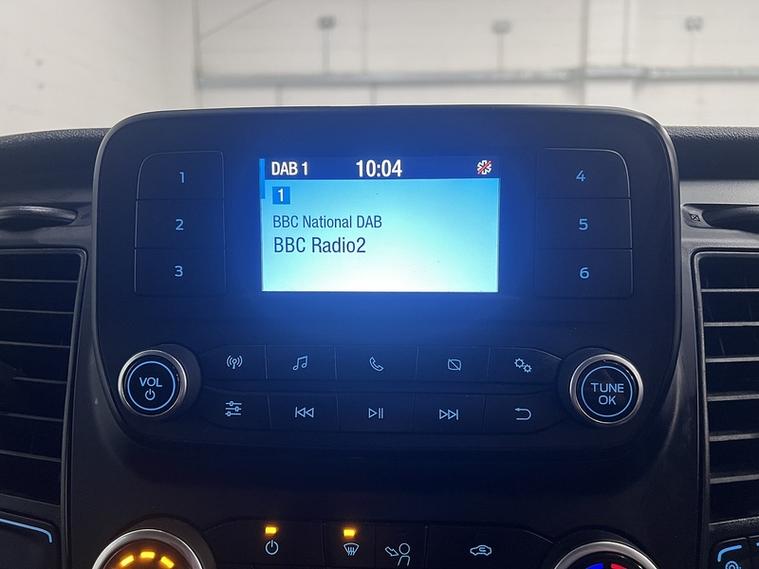 DAB 1 10:04
1
BBC National DAB
BBC Radio2
1
2
3
4
5
6
VOL
TUNE
OK